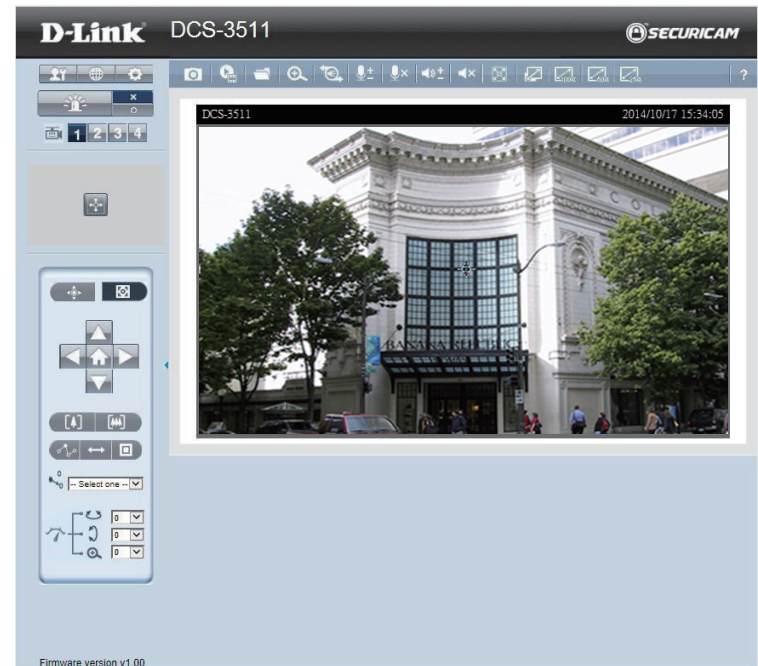 D-Link DCS-3511 SECURICAM
1 2 3 4
?
DCS-3511 2014/10/17 15:34:05
BANANA REPUBLIC
-- Select one --
0
0
0
Firmware version v1.00